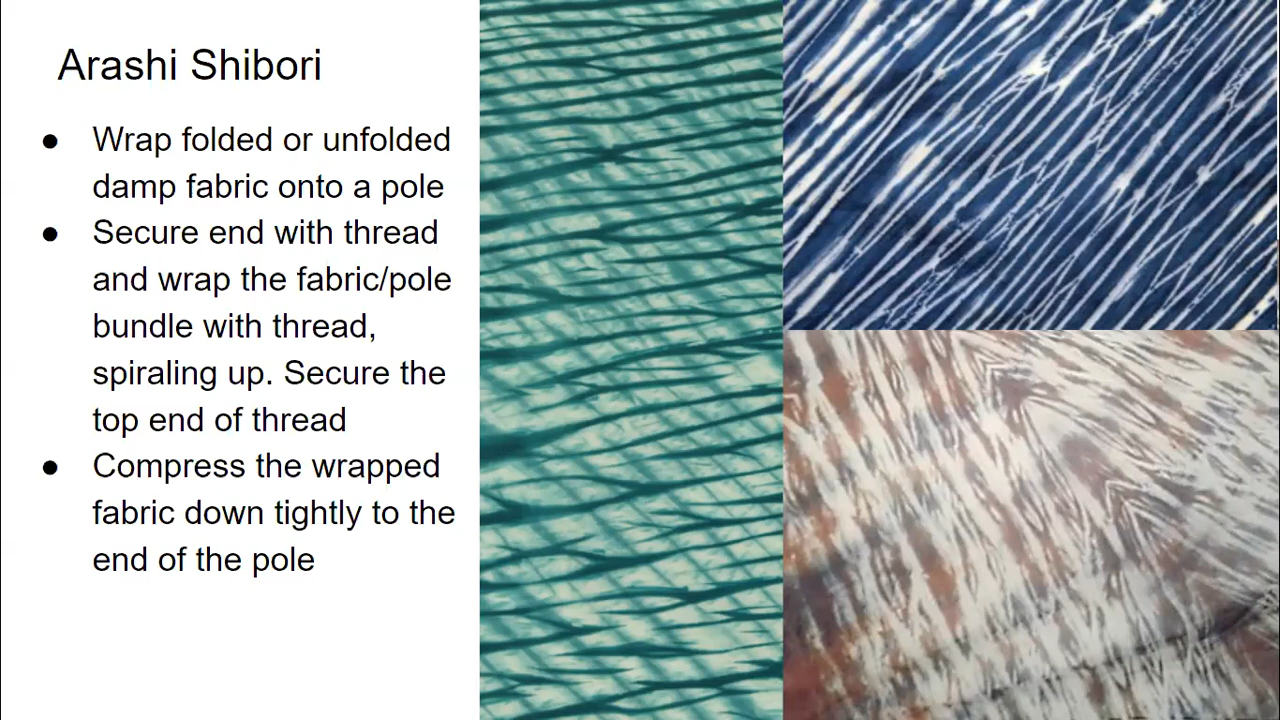 Arashi Shibori
● Wrap folded or unfolded
damp fabric onto a pole
● Secure end with thread
and wrap the fabric/pole
bundle with thread,
spiraling up. Secure the
top end of thread
● Compress the wrapped
fabric down tightly to the
end of the pole